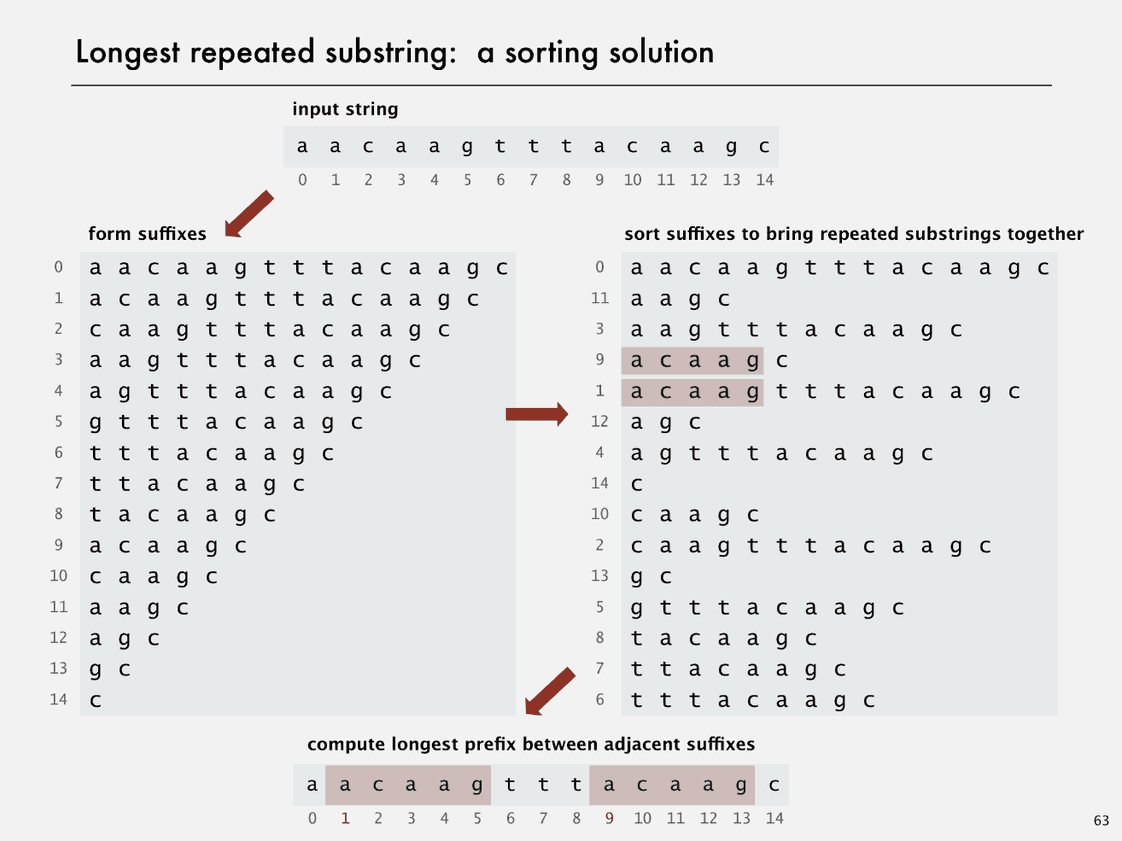 Longest repeated substring: a sorting solution
input string
a a c a a g t t t a c a a g c
0 1 2 3 4 5 6 7 8 9 10 11 12 13 14
form suffixes
0 a a c a a g t t t a c a a g c
1 a c a a g t t t a c a a g c
2 c a a g t t t a c a a g c
3 a a g t t t a c a a g c
4 a g t t t a c a a g c
5 g t t t a c a a g c
6 t t t a c a a g c
7 t t a c a a g c
8 t a c a a g c
9 a c a a g c
10 c a a g c
11 a a g c
12 a g c
13 g c
14 c
sort suffixes to bring repeated substrings together
0 a a c a a g t t t a c a a g c
11 a a g c
3 a a g t t t a c a a g c
9 a c a a g c
1 a c a a g t t t a c a a g c
12 a g c
4 a g t t t a c a a g c
14 c
10 c a a g c
2 c a a g t t t a c a a g c
13 g c
5 g t t t a c a a g c
8 t a c a a g c
7 t t a c a a g c
6 t t t a c a a g c
compute longest prefix between adjacent suffixes
a a c a a g t t t a c a a g c
0 1 2 3 4 5 6 7 8 9 10 11 12 13 14
63